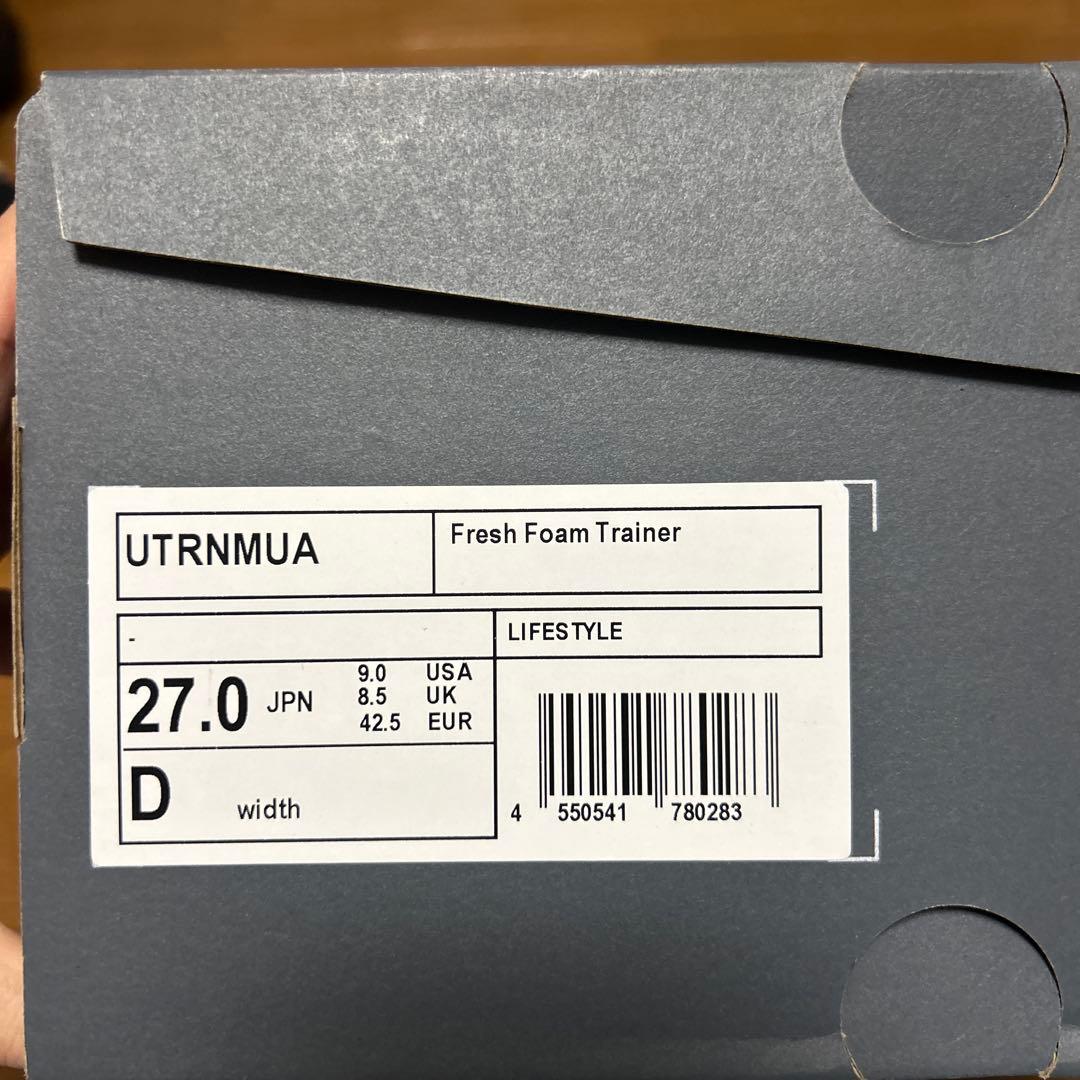 UTRNMUA
Fresh Foam Trainer
-
LIFESTYLE
27.0 JPN
9.0 USA
8.5 UK
42.5 EUR
D width
4 550541 780283